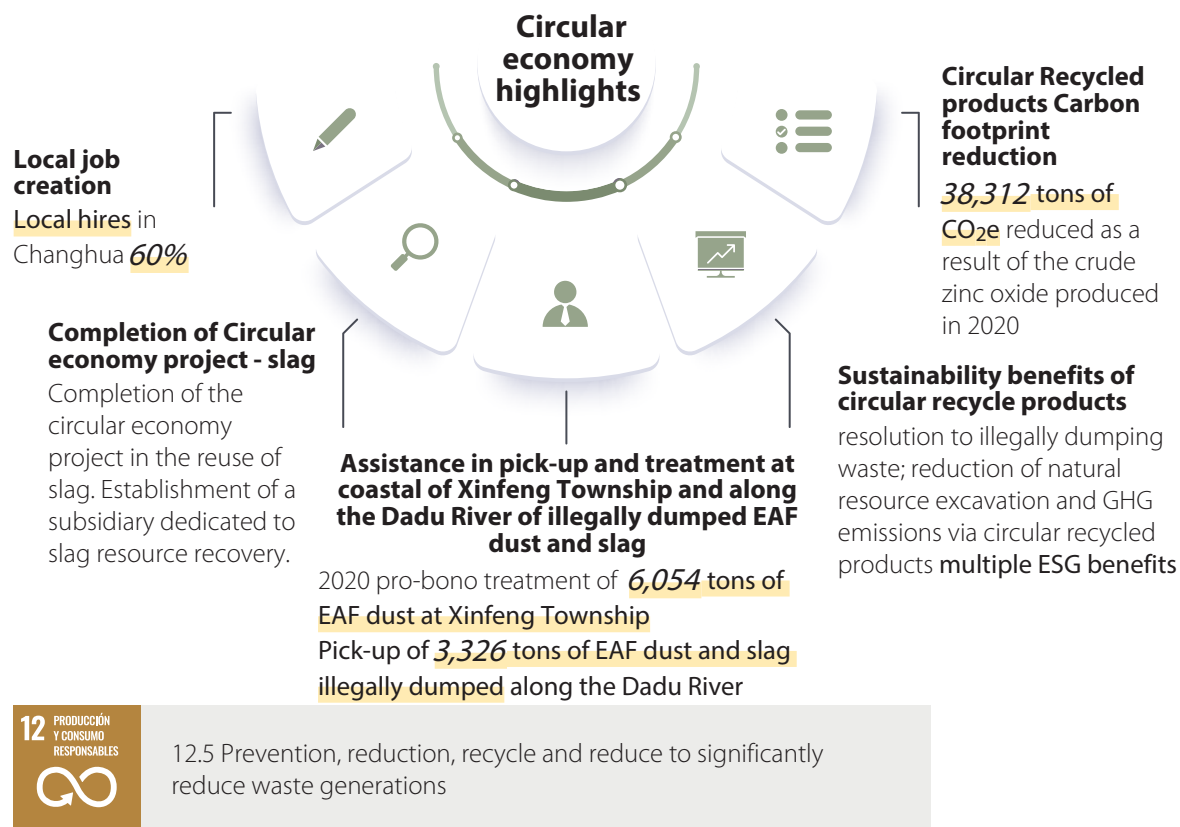 Circular
economy
highlights
Local job
creation
Local hires in
Changhua 60%
Completion of Circular
economy project - slag
Completion of the
circular economy
project in the reuse of
slag. Establishment of a
subsidiary dedicated to
slag resource recovery.
Assistance in pick-up and treatment at
coastal of Xinfeng Township and along
the Dadu River of illegally dumped EAF
dust and slag
2020 pro-bono treatment of 6,054 tons of
EAF dust at Xinfeng Township
Pick-up of 3,326 tons of EAF dust and slag
illegally dumped along the Dadu River
Sustainability benefits of
circular recycle products
resolution to illegally dumping
waste; reduction of natural
resource excavation and GHG
emissions via circular recycled
products multiple ESG benefits
Circular Recycled
products Carbon
footprint
reduction
38,312 tons of
CO2e reduced as a
result of the crude
zinc oxide produced
in 2020
12 PRODUCCIÓN
Y CONSUMO
RESPONSABLES
12.5 Prevention, reduction, recycle and reduce to significantly
reduce waste generations